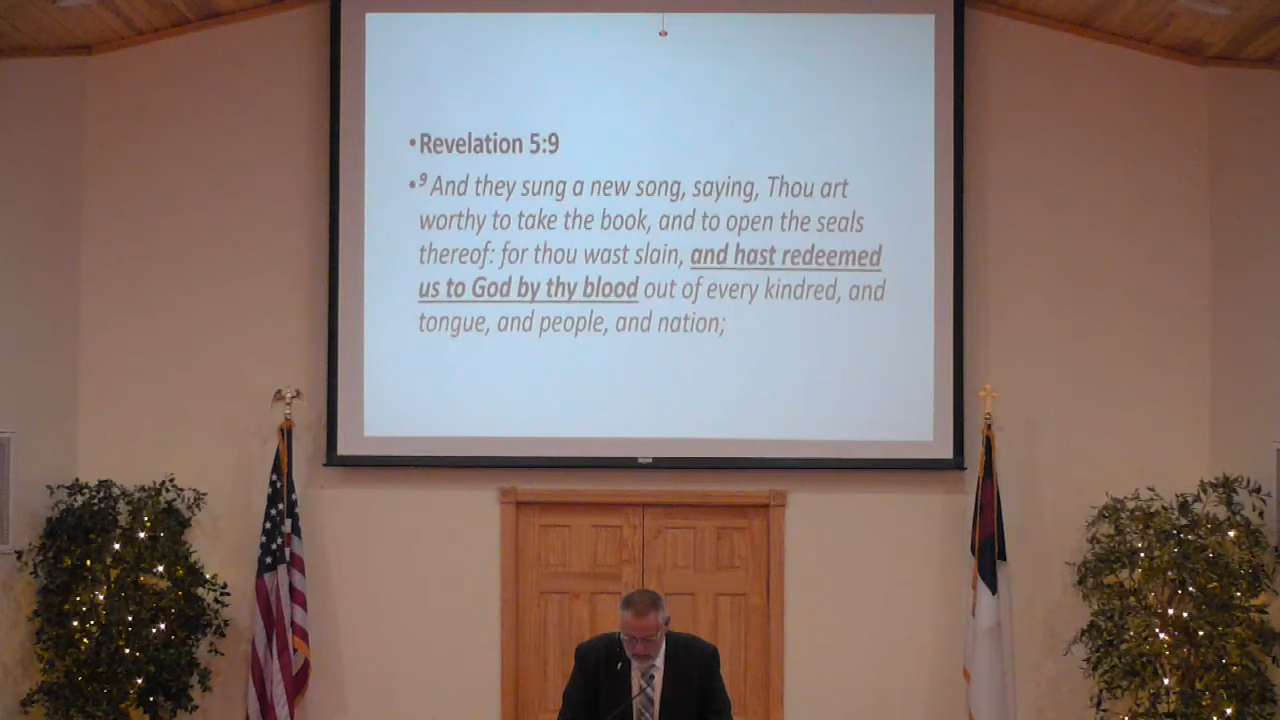 •Revelation 5:9
•⁹ And they sung a new song, saying, Thou art
worthy to take the book, and to open the seals
thereof: for thou wast slain, and hast redeemed
us to God by thy blood out of every kindred, and
tongue, and people, and nation;